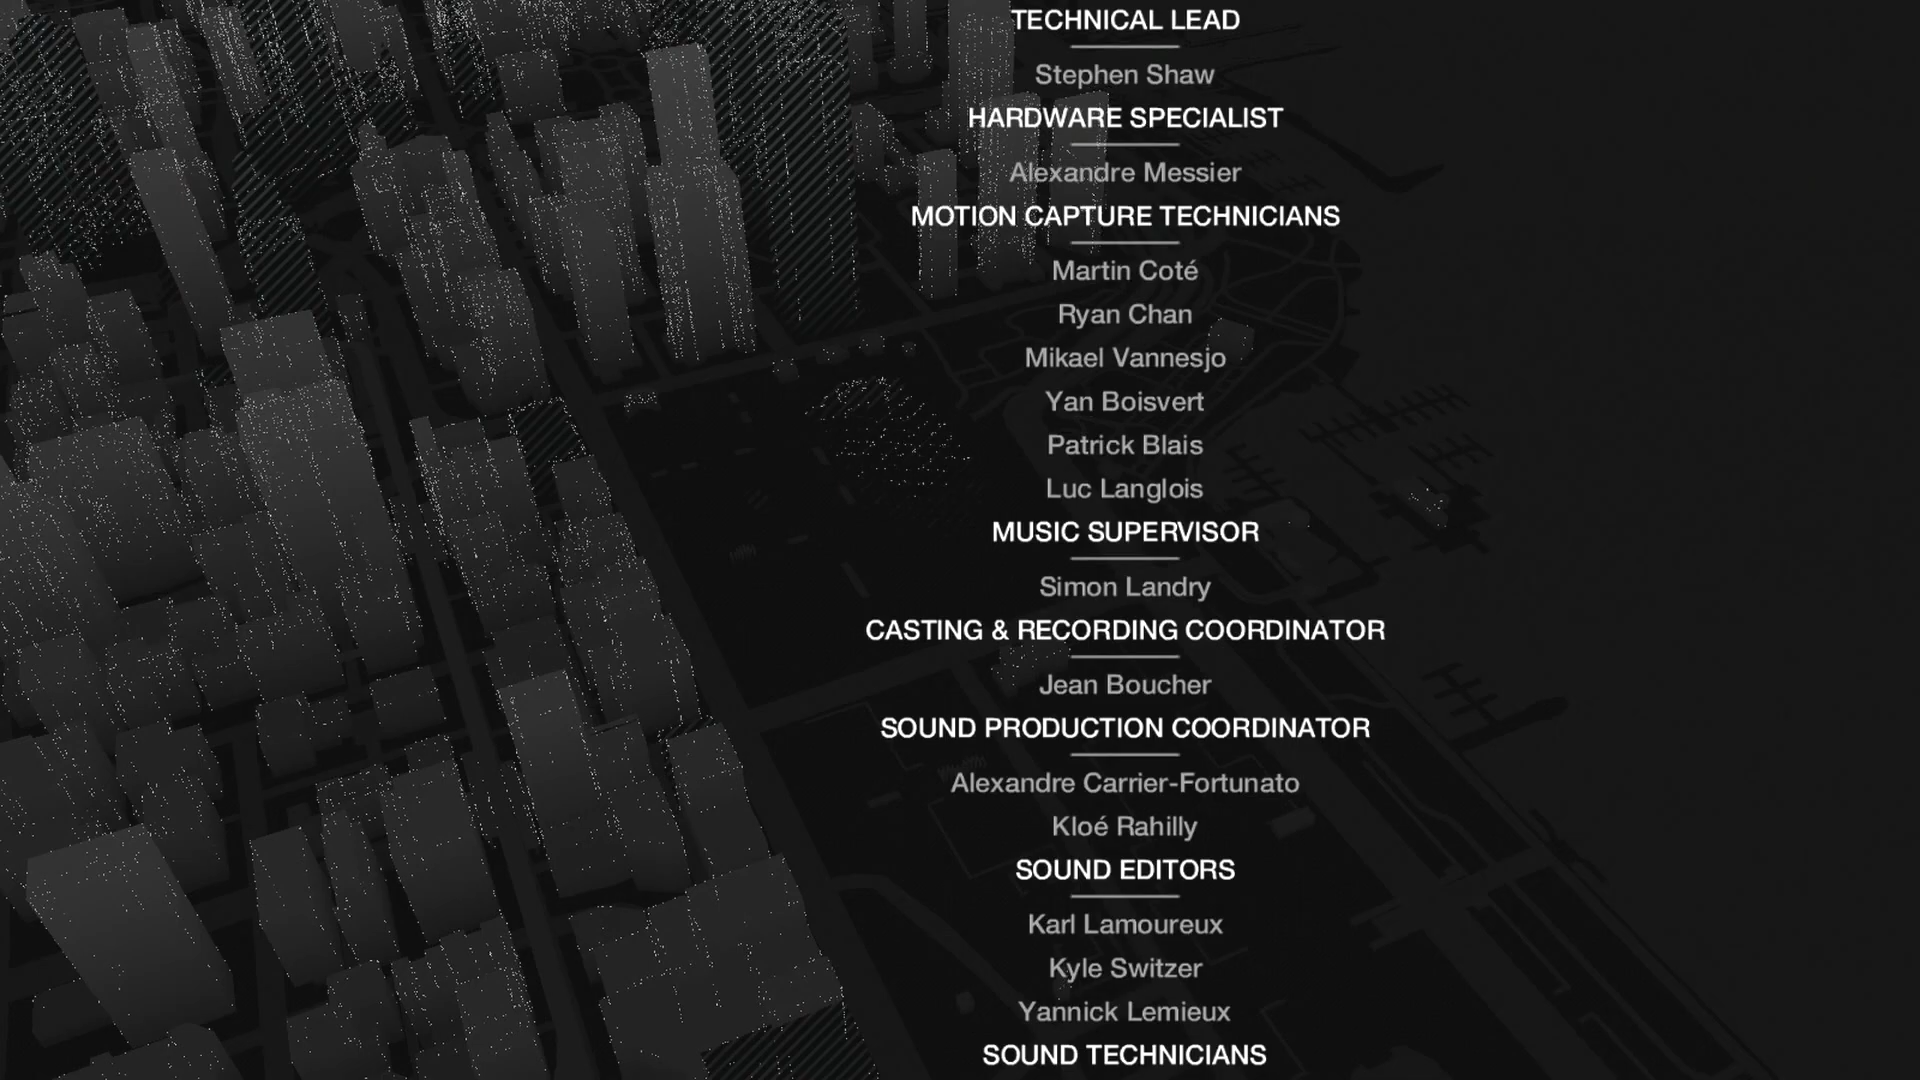 TECHNICAL LEAD
Stephen Shaw
HARDWARE SPECIALIST
Alexandre Messier
MOTION CAPTURE TECHNICIANS
Martin Coté
Ryan Chan
Mikael Vannesjo
Yan Boisvert
Patrick Blais
Luc Langlois
MUSIC SUPERVISOR
Simon Landry
CASTING & RECORDING COORDINATOR
Jean Boucher
SOUND PRODUCTION COORDINATOR
Alexandre Carrier-Fortunato
Kloé Rahilly
SOUND EDITORS
Karl Lamoureux
Kyle Switzer
Yannick Lemieux
SOUND TECHNICIANS